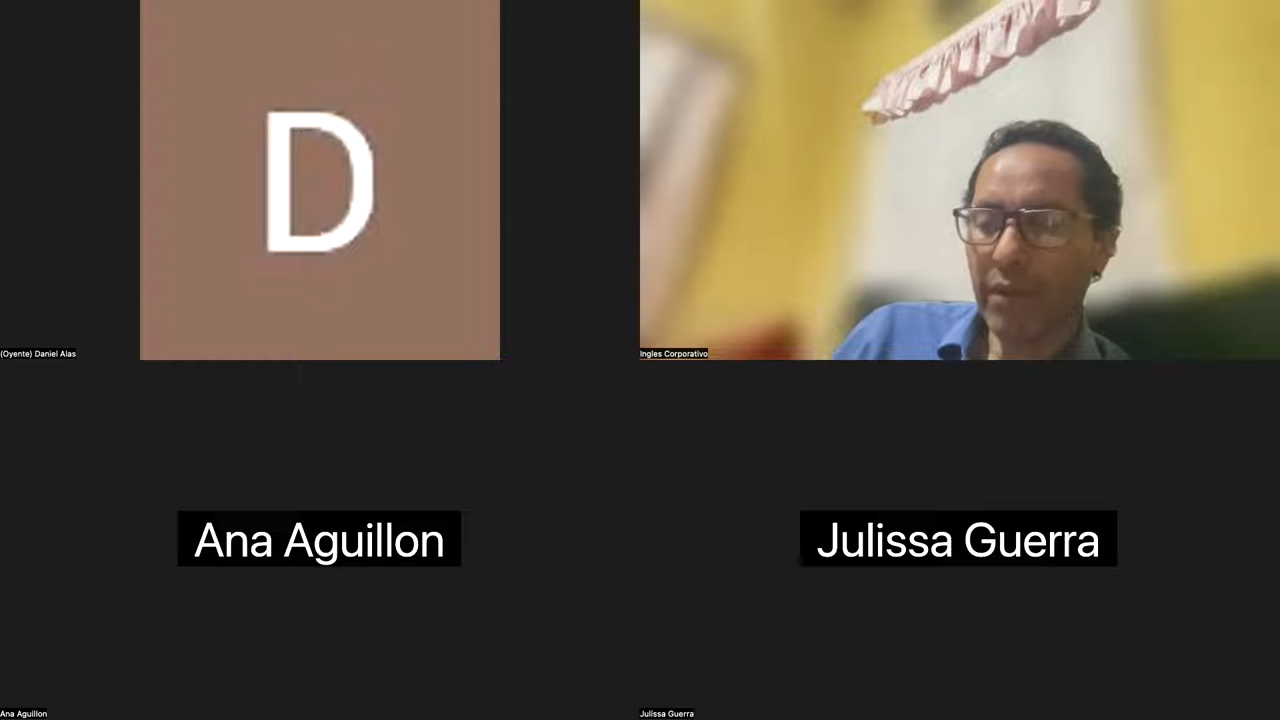 D
(Oyente) Daniel Alas
Ingles Corporativo
Ana Aguillon
Julissa Guerra
Ana Aguillon
Julissa Guerra